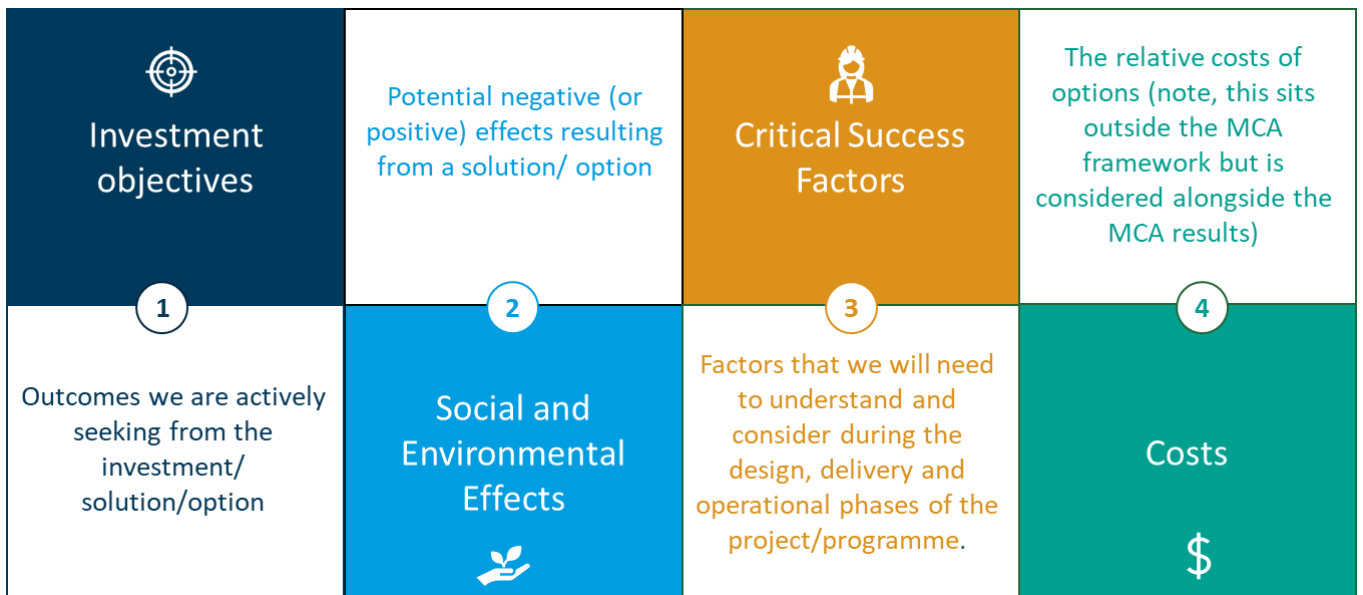 Investment
objectives
1
Outcomes we are actively
seeking from the
investment/
solution/option
Potential negative (or
positive) effects resulting
from a solution/ option
2
Social and
Environmental
Effects
Critical Success
Factors
3
Factors that we will need
to understand and
consider during the
design, delivery and
operational phases of the
project/programme.
The relative costs of
options (note, this sits
outside the MCA
framework but is
considered alongside the
MCA results)
4
Costs
$